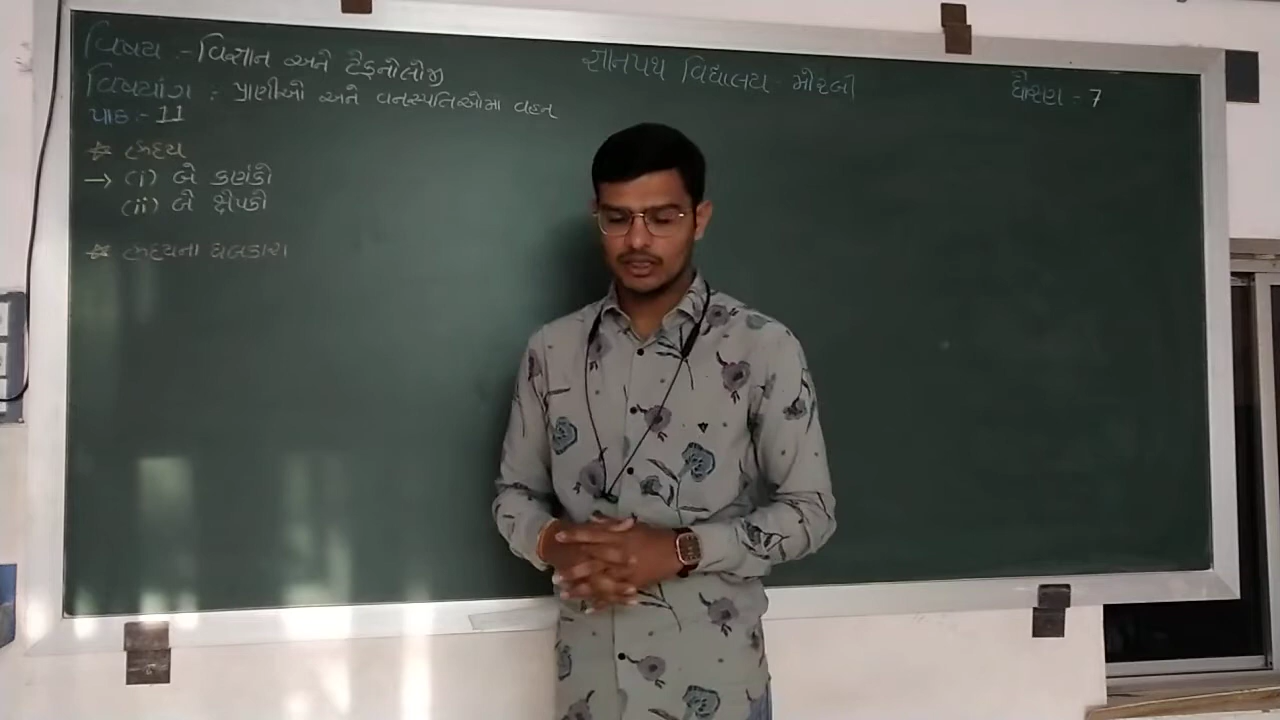 વિષય :- વિજ્ઞાન અને ટેકનોલોજી
જ્ઞાનપથ વિદ્યાલય - મોરબી
ધોરણ - 7
વિષયાંગ : પ્રાણીઓ અને વનસ્પતિઓમા વહન
પાઠ :- 11
* હૃદય
→ (i) બે કર્ણકો
(ii) બે ક્ષેપકો
* હૃદયના ધબકારા